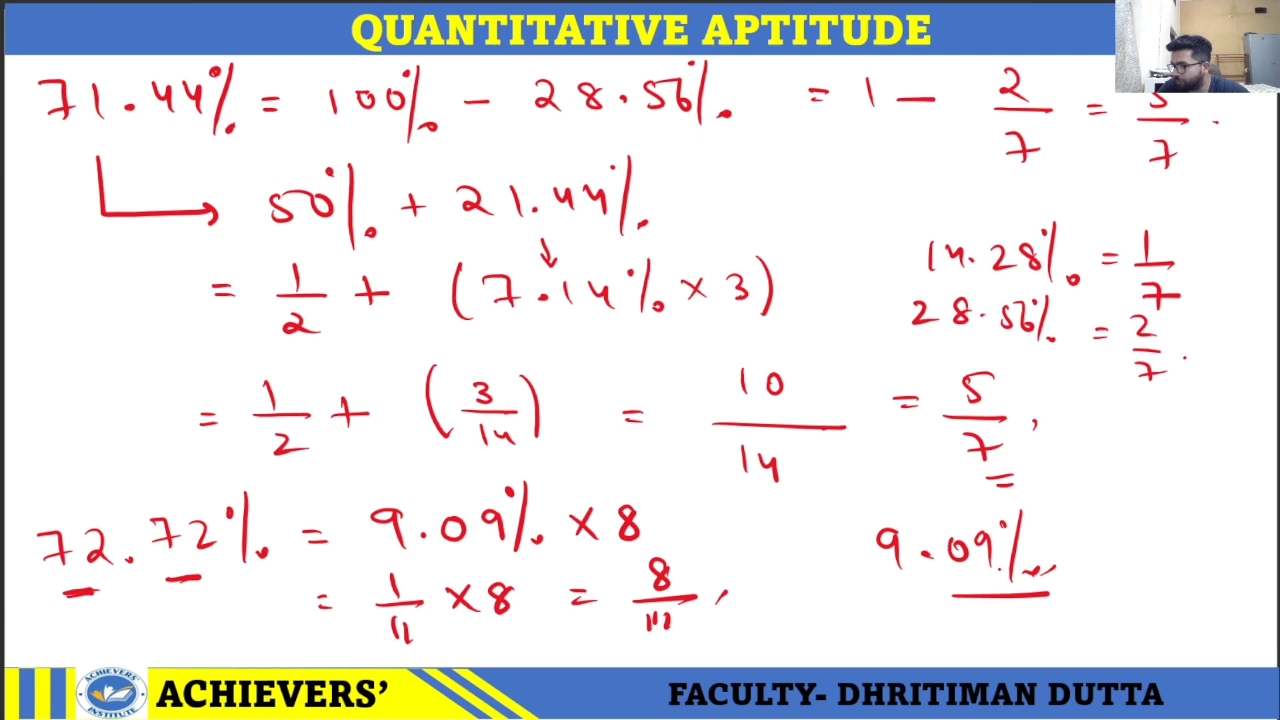 QUANTITATIVE APTITUDE
71.44% = 100% - 28.56% = 1 - 2/7 = 5/7.
50% + 21.44%
= 1/2 + (7.14% × 3)
14.28% = 1/7
28.56% = 2/7.
= 1/2 + (3/14) = 10/14 = 5/7,
72.72% = 9.09% × 8
9.09%
= 1/11 × 8 = 8/11,
ACHIEVERS' INSTITUTE
ACHIEVERS’
FACULTY- DHRITIMAN DUTTA